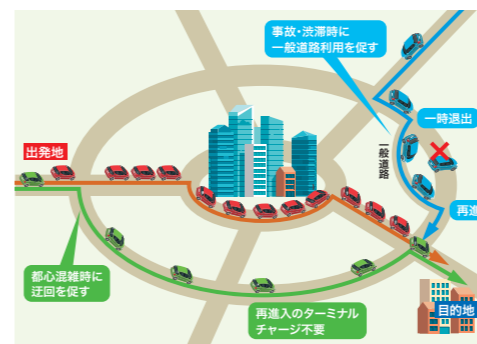 事故・渋滞時に
一般道路利用を促す
一時退出
一般道路
出発地
再進
都心混雑時に
迂回を促す
再進入のターミナル
チャージ不要
目的地